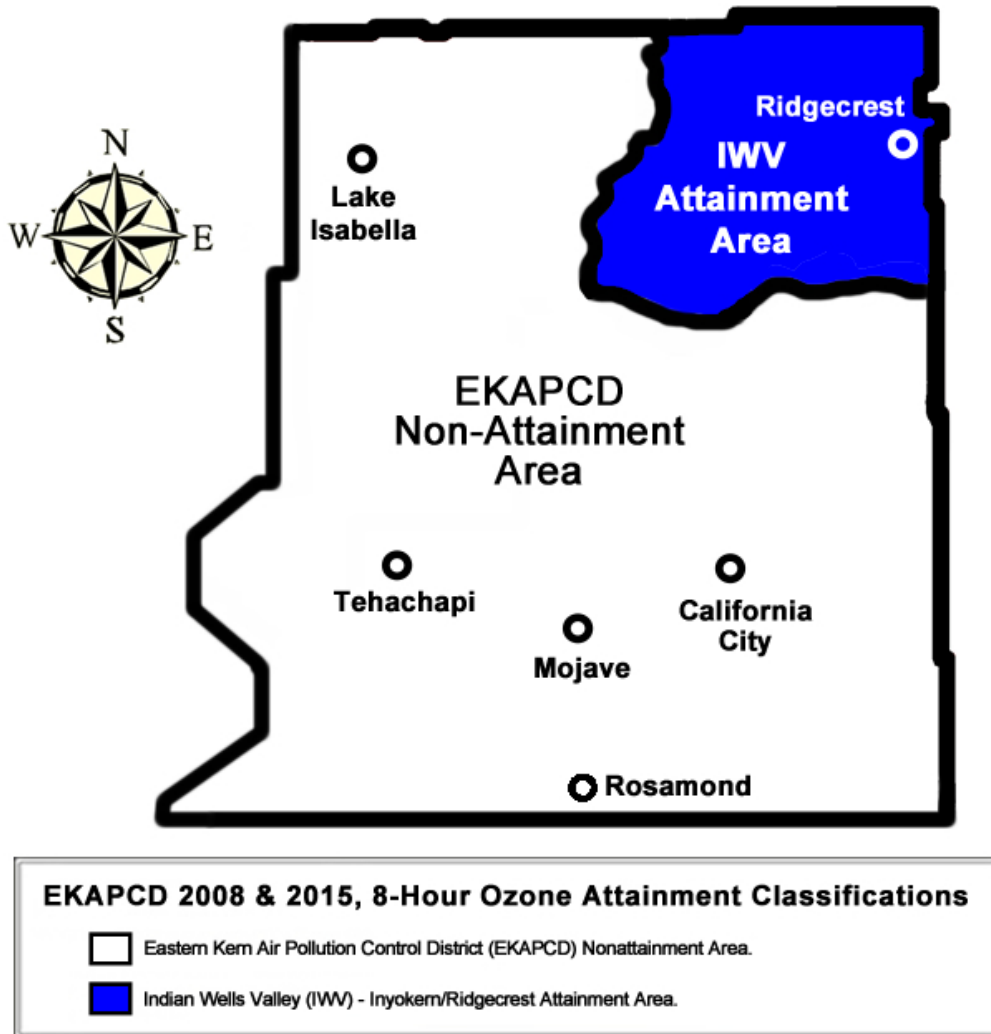 Ridgecrest
IWV
Attainment
Area
N
W
E
S
Lake
Isabella
EKAPCD
Non-Attainment
Area
Tehachapi
California
City
Mojave
Rosamond
EKAPCD 2008 & 2015, 8-Hour Ozone Attainment Classifications
Eastern Kern Air Pollution Control District (EKAPCD) Nonattainment Area.
Indian Wells Valley (IWV) - Inyokern/Ridgecrest Attainment Area.